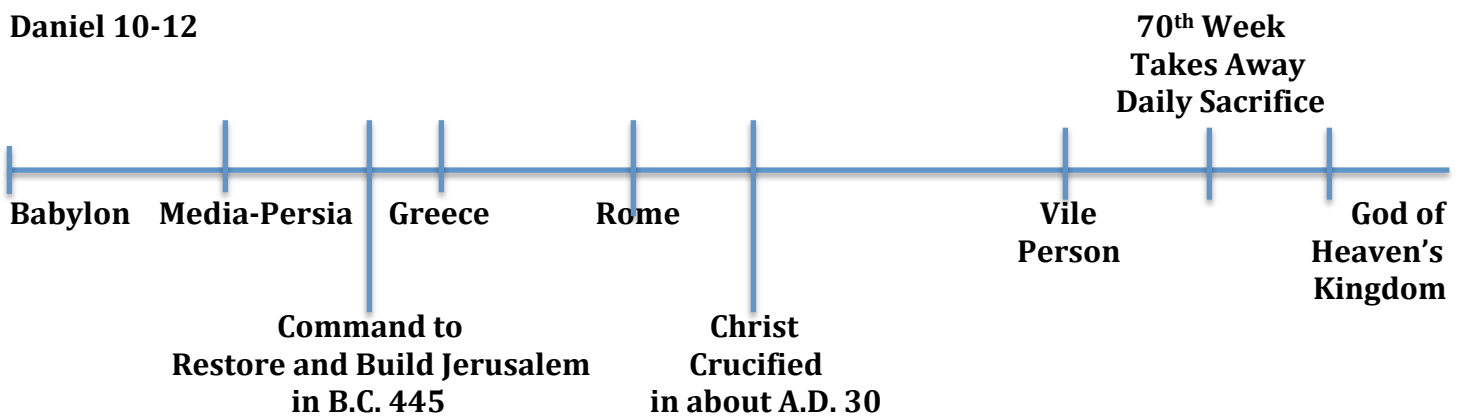 Daniel 10-12
70th Week
Takes Away
Daily Sacrifice
Babylon
Media-Persia
Greece
Rome
Vile
Person
God of
Heaven’s
Kingdom
Command to
Restore and Build Jerusalem
in B.C. 445
Christ
Crucified
in about A.D. 30